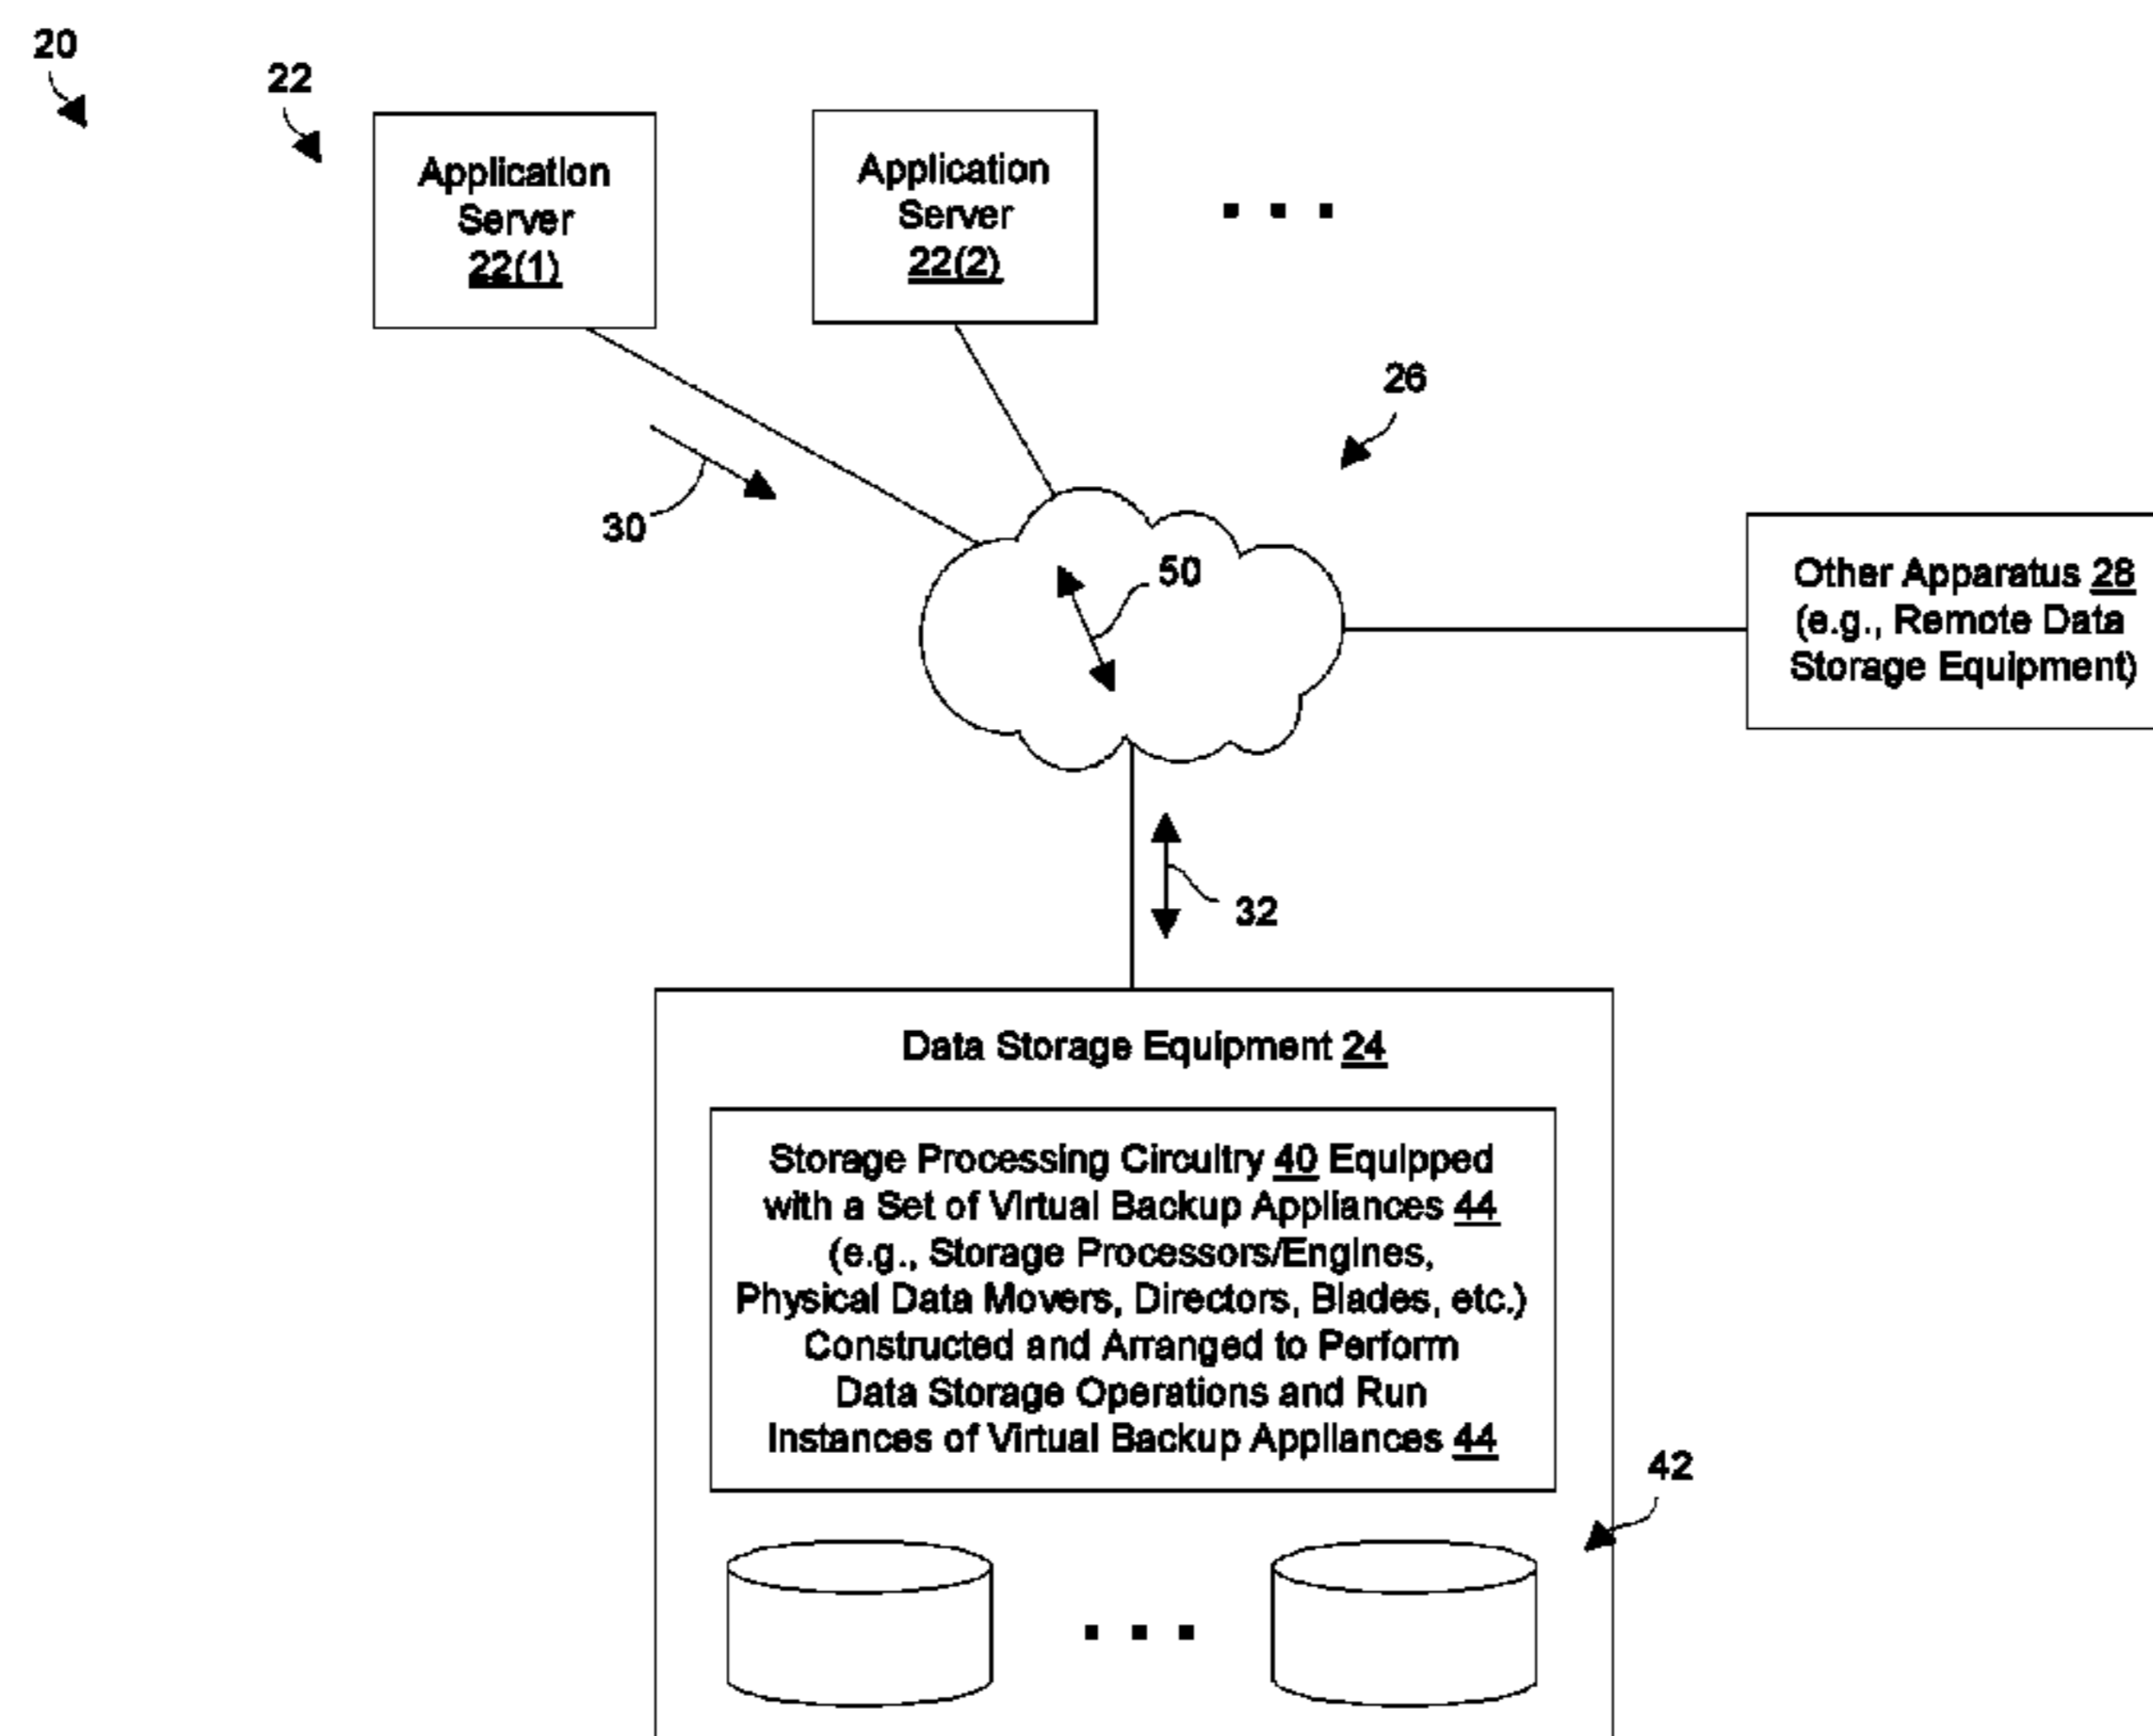 20
22
Application
Server
22(1)
Application
Server
22(2)
26
30
50
Other Apparatus 28
(e.g., Remote Data
Storage Equipment)
32
Data Storage Equipment 24
Storage Processing Circuitry 40 Equipped
with a Set of Virtual Backup Appliances 44
(e.g., Storage Processors/Engines,
Physical Data Movers, Directors, Blades, etc.)
Constructed and Arranged to Perform
Data Storage Operations and Run
Instances of Virtual Backup Appliances 44
42